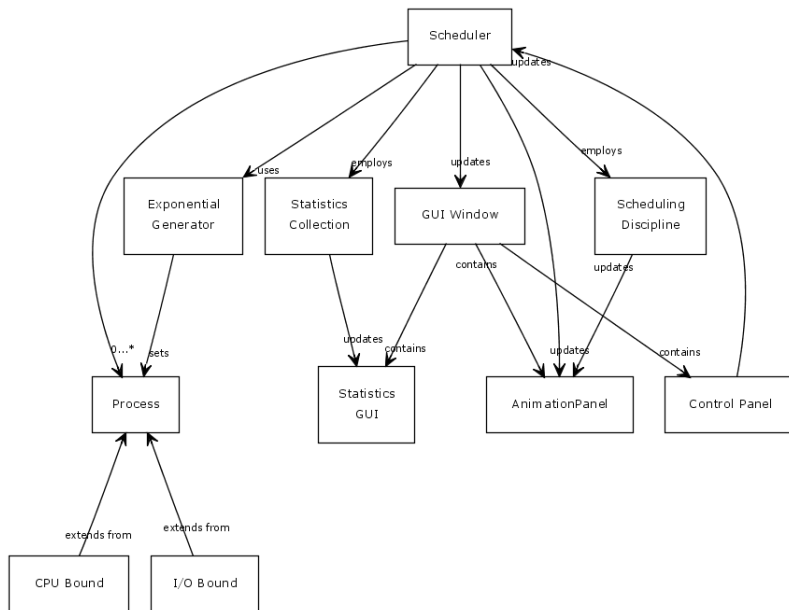 Scheduler
updates
uses
employs
updates
employs
Exponential
Generator
Statistics
Collection
GUI Window
Scheduling
Discipline
contains
updates
0...*
sets
updates
contains
updates
contains
Process
Statistics
GUI
AnimationPanel
Control Panel
extends from
extends from
CPU Bound
I/O Bound